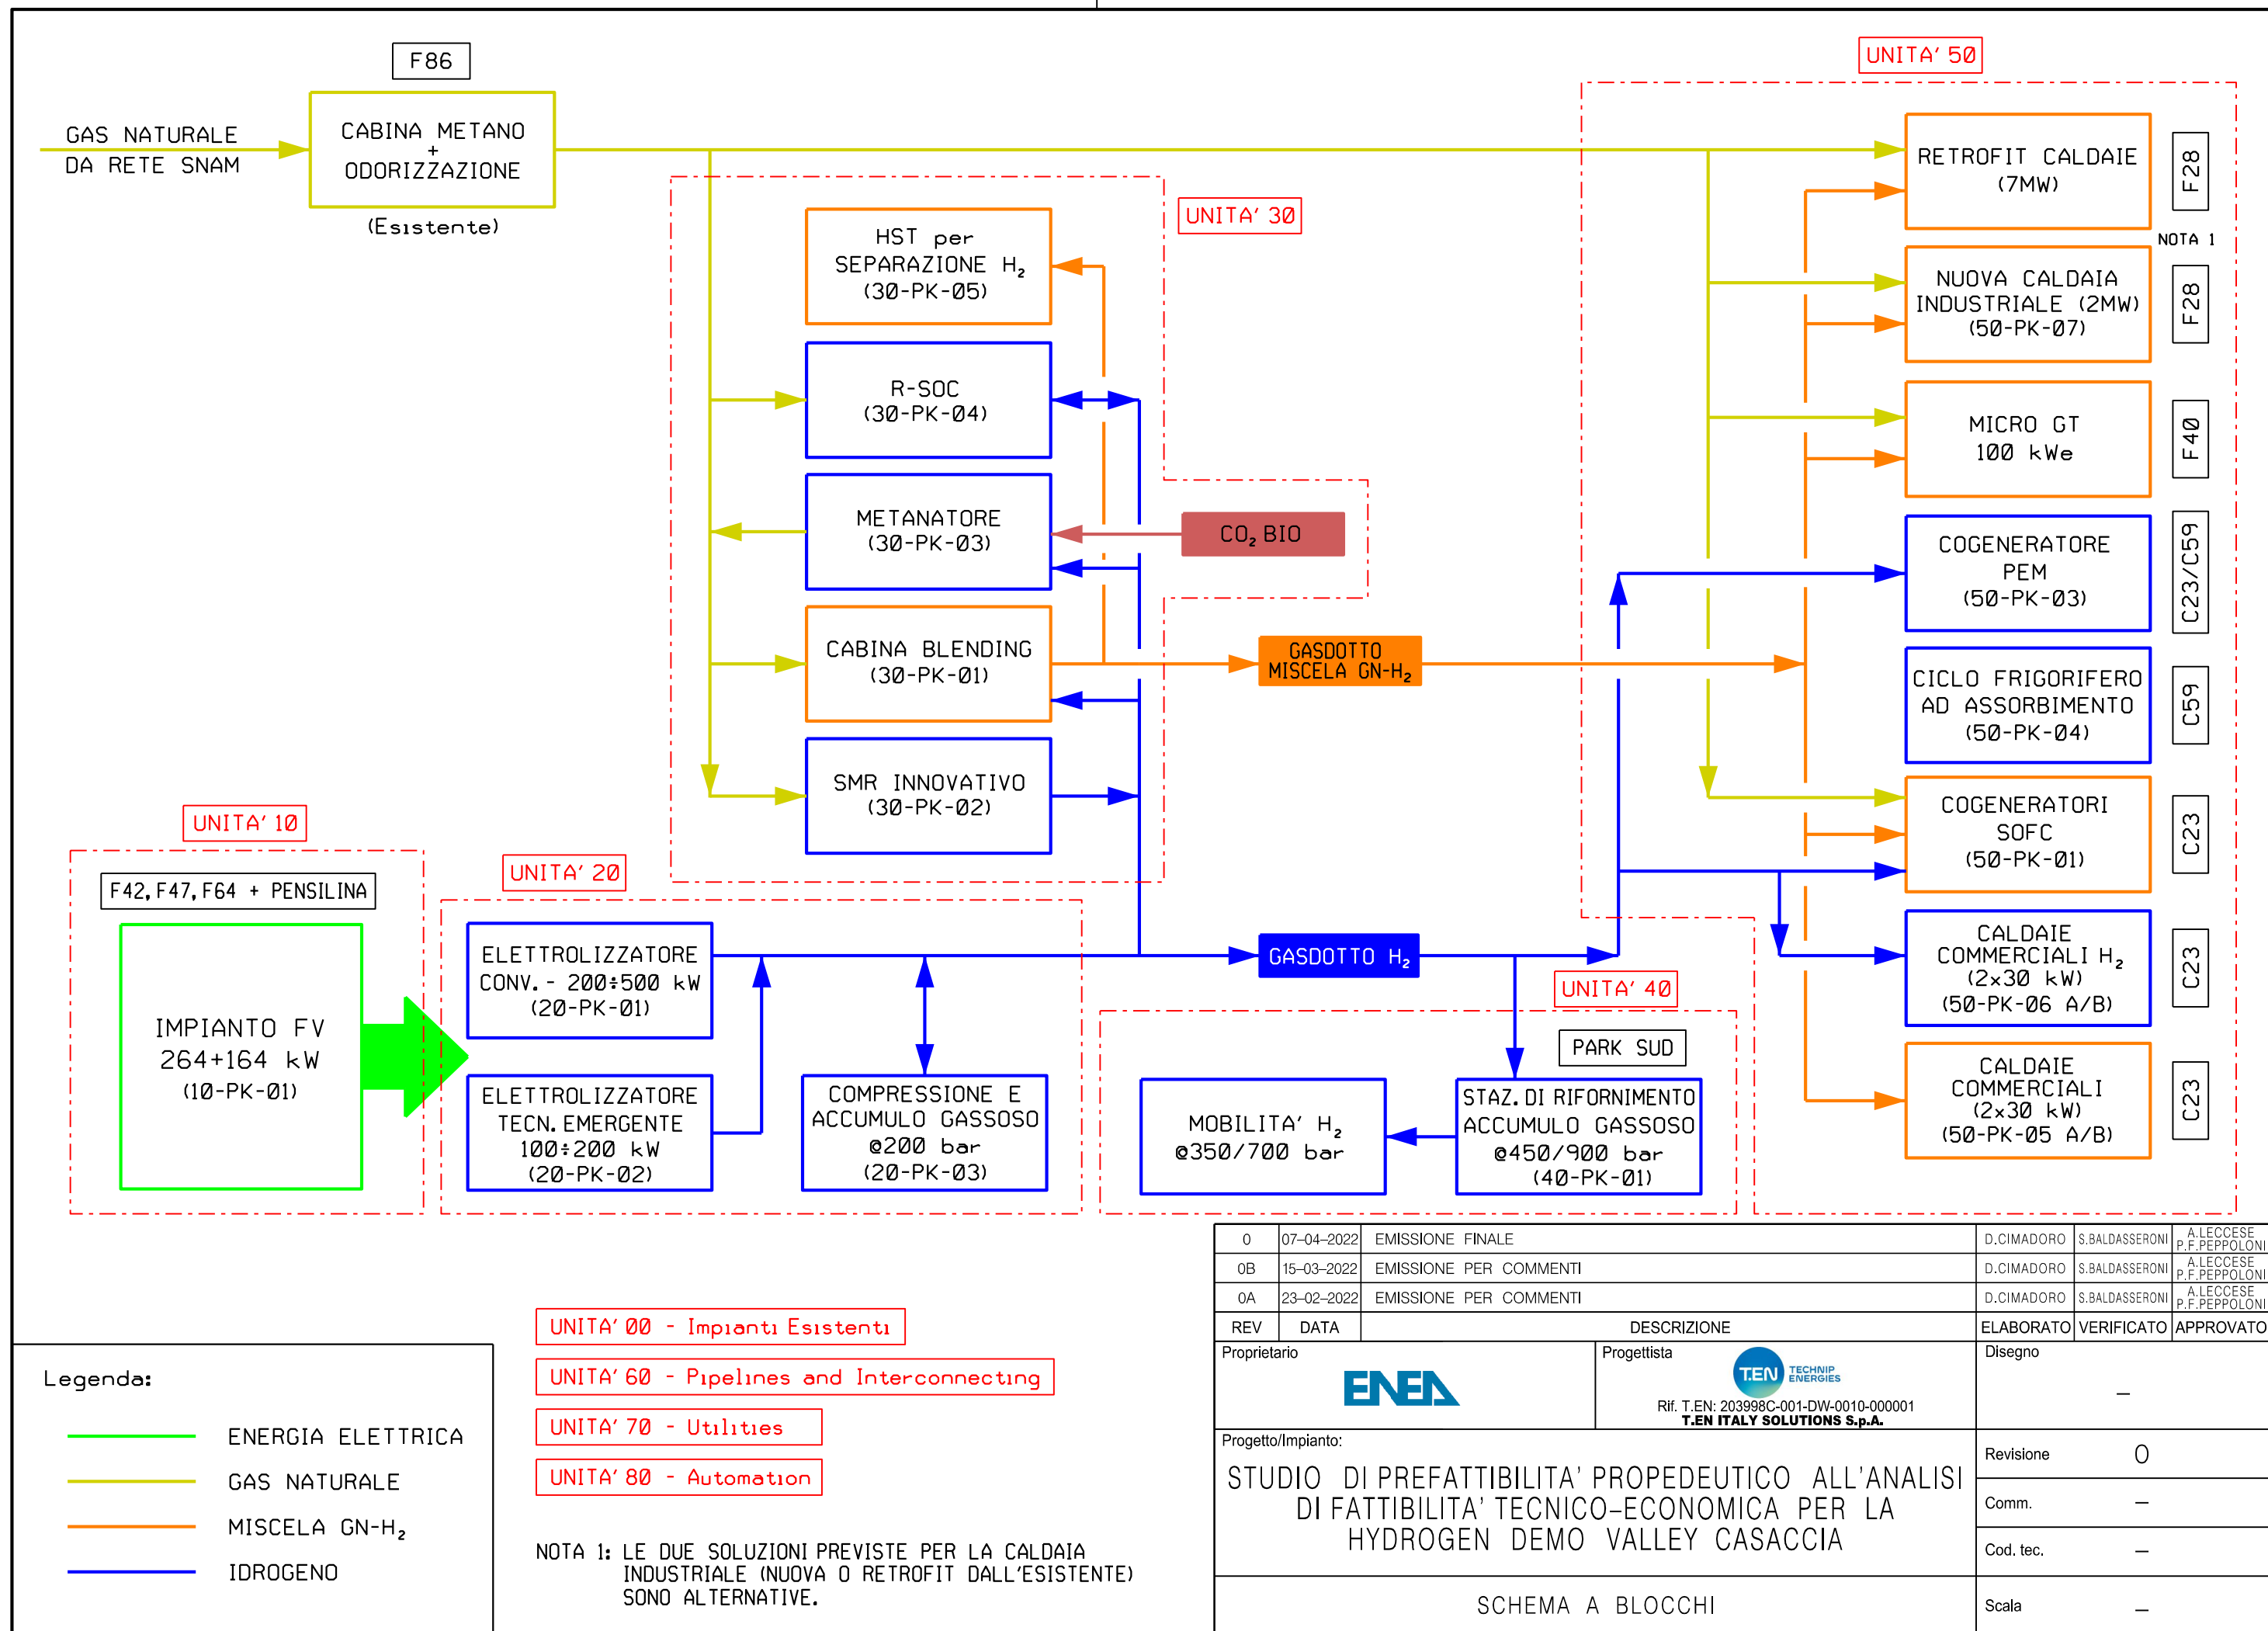 F86
GAS NATURALE
DA RETE SNAM
CABINA METANO
+
ODORIZZAZIONE
(Esistente)
UNITA' 30
HST per
SEPARAZIONE H₂
(30-PK-05)
R-SOC
(30-PK-04)
METANATORE
(30-PK-03)
CO₂ BIO
CABINA BLENDING
(30-PK-01)
SMR INNOVATIVO
(30-PK-02)
GASDOTTO
MISCELA GN-H₂
UNITA' 50
RETROFIT CALDAIE
(7MW)
F28
NOTA 1
NUOVA CALDAIA
INDUSTRIALE (2MW)
(50-PK-07)
F28
MICRO GT
100 kWe
F40
COGENERATORE
PEM
(50-PK-03)
C23/C59
CICLO FRIGORIFERO
AD ASSORBIMENTO
(50-PK-04)
C59
COGENERATORI
SOFC
(50-PK-01)
C23
CALDAIE
COMMERCIALI H₂
(2x30 kW)
(50-PK-06 A/B)
C23
CALDAIE
COMMERCIALI
(2x30 kW)
(50-PK-05 A/B)
C23
UNITA' 10
F42, F47, F64 + PENSILINA
IMPIANTO FV
264+164 kW
(10-PK-01)
UNITA' 20
ELETTROLIZZATORE
CONV. - 200÷500 kW
(20-PK-01)
ELETTROLIZZATORE
TECN. EMERGENTE
100÷200 kW
(20-PK-02)
COMPRESSIONE E
ACCUMULO GASSOSO
@200 bar
(20-PK-03)
GASDOTTO H₂
UNITA' 40
PARK SUD
MOBILITA' H₂
@350/700 bar
STAZ. DI RIFORNIMENTO
ACCUMULO GASSOSO
@450/900 bar
(40-PK-01)
Legenda:
ENERGIA ELETTRICA
GAS NATURALE
MISCELA GN-H₂
IDROGENO
UNITA' 00 - Impianti Esistenti
UNITA' 60 - Pipelines and Interconnecting
UNITA' 70 - Utilities
UNITA' 80 - Automation
NOTA 1: LE DUE SOLUZIONI PREVISTE PER LA CALDAIA
INDUSTRIALE (NUOVA O RETROFIT DALL'ESISTENTE)
SONO ALTERNATIVE.
0 07-04-2022 EMISSIONE FINALE D.CIMADORO S.BALDASSERONI A.LECCESE P.F.PEPPOLONI
0B 15-03-2022 EMISSIONE PER COMMENTI D.CIMADORO S.BALDASSERONI A.LECCESE P.F.PEPPOLONI
0A 23-02-2022 EMISSIONE PER COMMENTI D.CIMADORO S.BALDASSERONI A.LECCESE P.F.PEPPOLONI
REV DATA DESCRIZIONE ELABORATO VERIFICATO APPROVATO
Proprietario
ENEA
Progettista
T.EN TECHNIP
ENERGIES
Rif. T.EN: 203998C-001-DW-0010-000001
T.EN ITALY SOLUTIONS S.p.A.
Disegno
–
Progetto/Impianto:
STUDIO DI PREFATTIBILITA' PROPEDEUTICO ALL'ANALISI
DI FATTIBILITA' TECNICO-ECONOMICA PER LA
HYDROGEN DEMO VALLEY CASACCIA
Revisione 0
Comm. –
Cod. tec. –
SCHEMA A BLOCCHI
Scala –